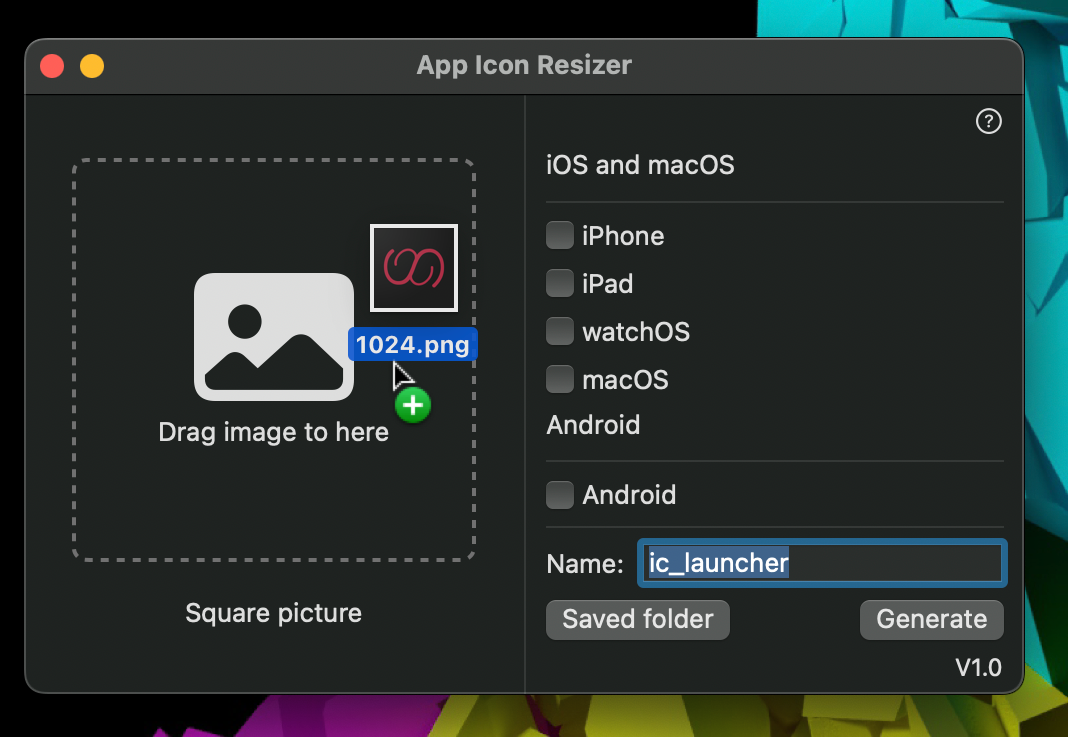 App Icon Resizer
?
1024.png
Drag image to here
Square picture
iOS and macOS
iPhone
iPad
watchOS
macOS
Android
Android
Name: ic_launcher
Saved folder
Generate
V1.0